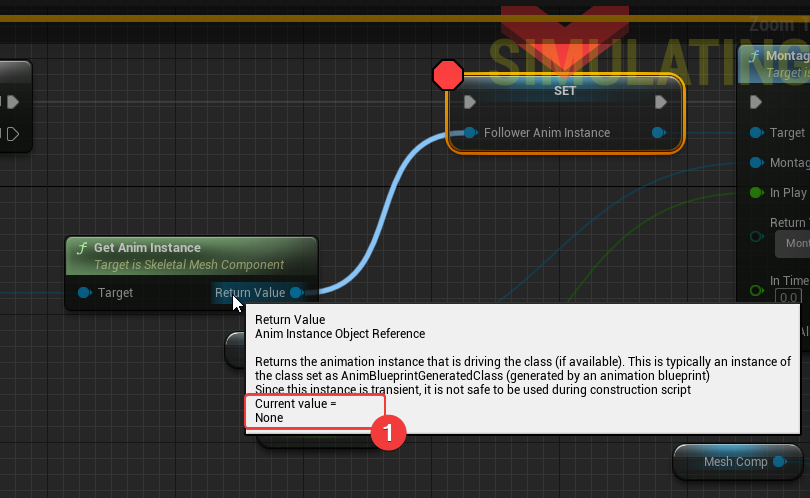 Zoom T
SIMULATING
SET
Follower Anim Instance
Montag
Target is
Target
Montag
In Play
Return
Mont
In Time
0.0
Get Anim Instance
Target is Skeletal Mesh Component
Target
Return Value
Return Value
Anim Instance Object Reference
Returns the animation instance that is driving the class (if available). This is typically an instance of
the class set as AnimBlueprintGeneratedClass (generated by an animation blueprint)
Since this instance is transient, it is not safe to be used during construction script
Current value =
None
1
Mesh Comp